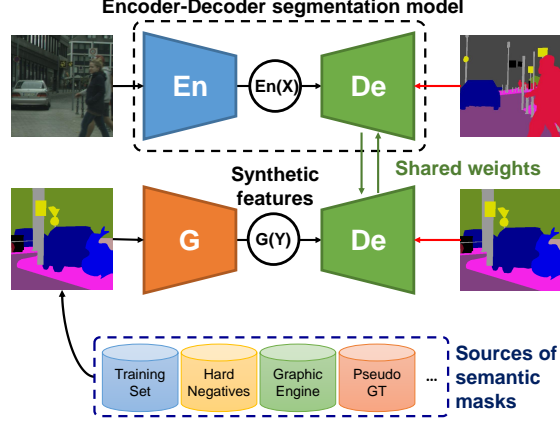 Encoder-Decoder segmentation model
En
En(X)
De
Synthetic
features
Shared weights
G
G(Y)
De
Training
Set
Hard
Negatives
Graphic
Engine
Pseudo
GT
...
Sources of
semantic
masks